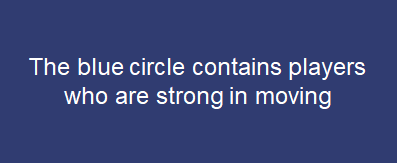 The blue circle contains players
who are strong in moving